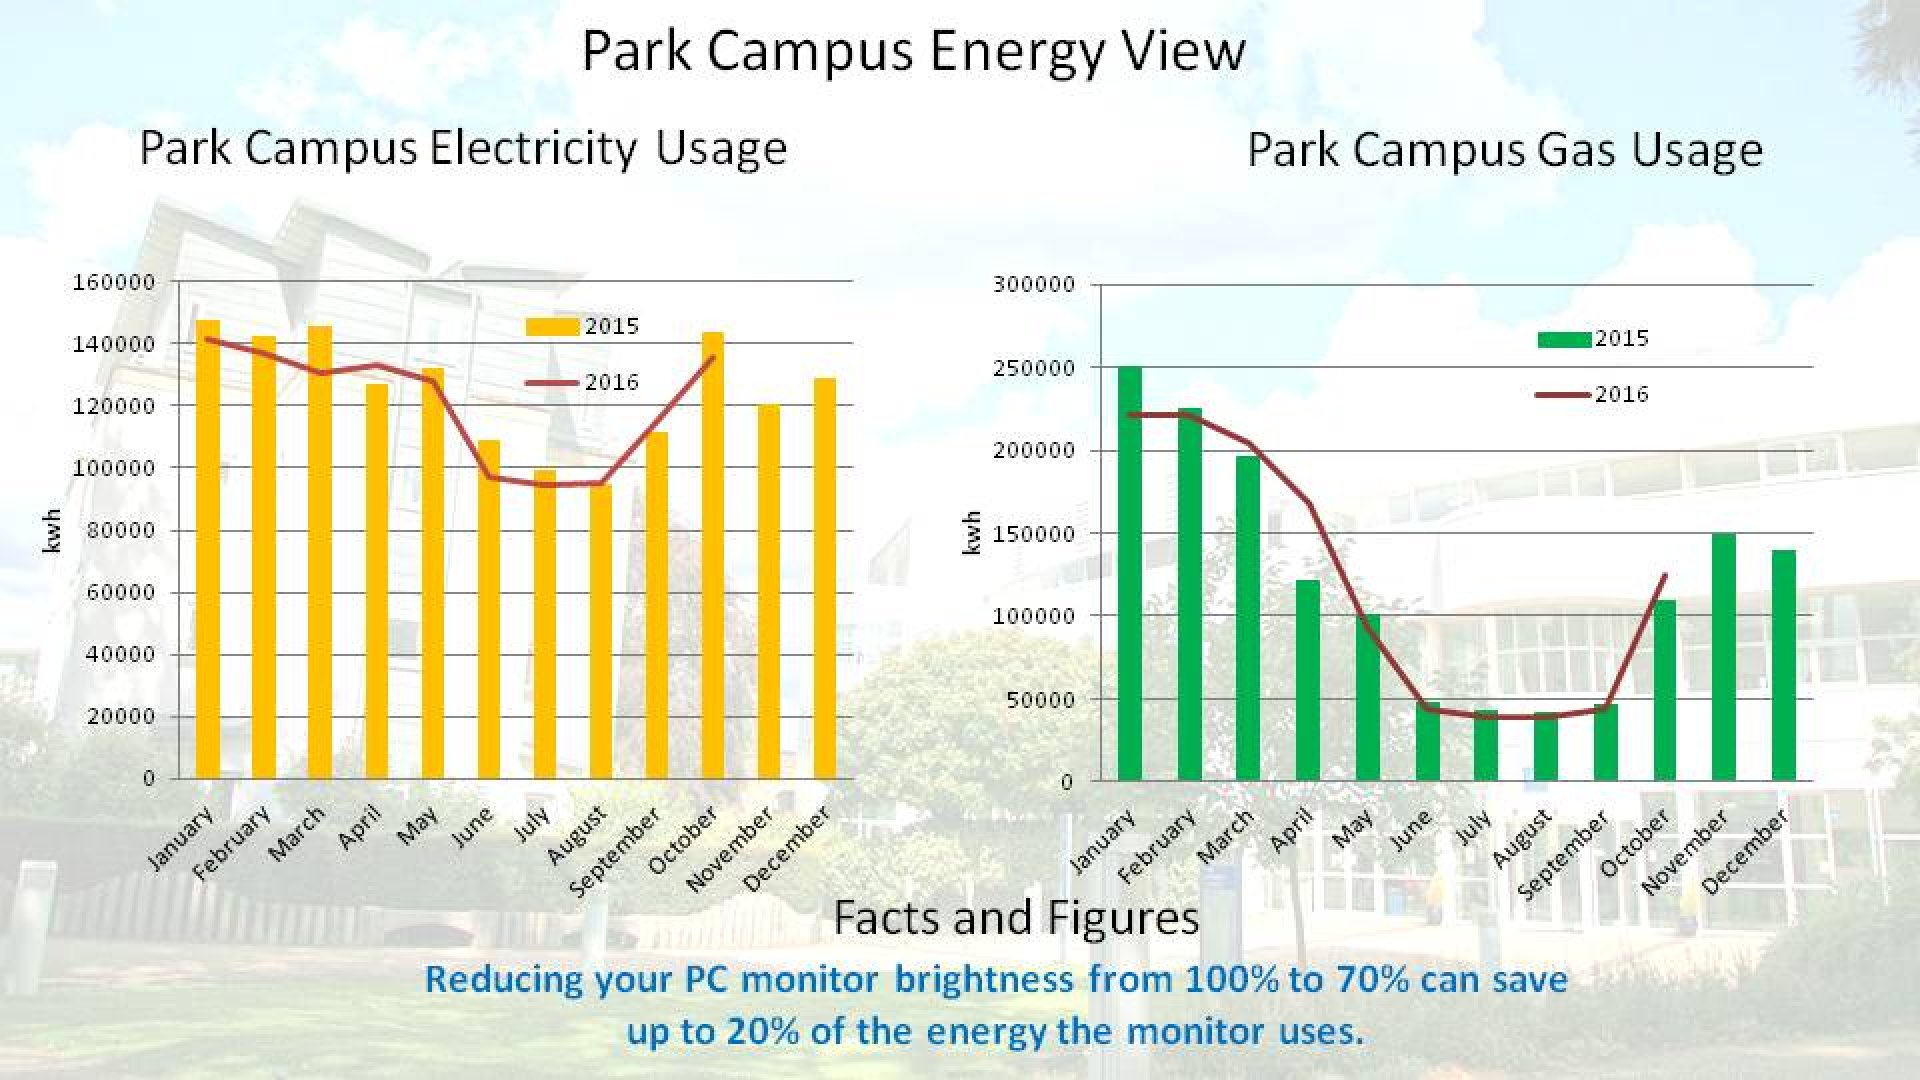 Park Campus Energy View
Park Campus Electricity Usage
160000
140000
120000
100000
80000
60000
40000
20000
0
kwh
2015
2016
January
February
March
April
May
June
July
August
September
October
November
December
Park Campus Gas Usage
300000
250000
200000
150000
100000
50000
0
kwh
2015
2016
January
February
March
April
May
June
July
August
September
October
November
December
Facts and Figures
Reducing your PC monitor brightness from 100% to 70% can save
up to 20% of the energy the monitor uses.